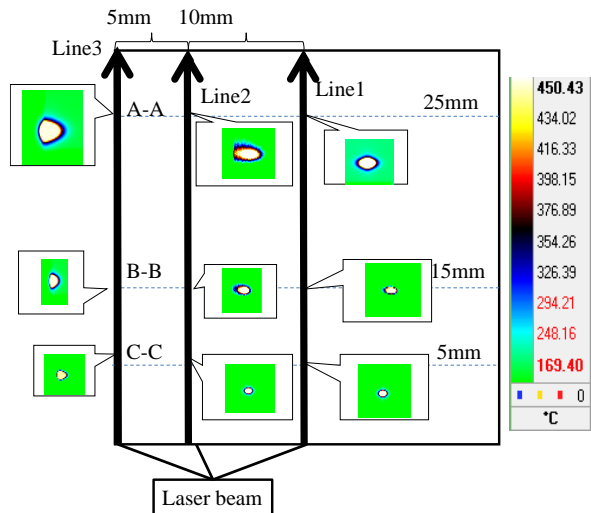 5mm 10mm
Line3
Line2
Line1
A-A
25mm
B-B
15mm
C-C
5mm
Laser beam
450.43
434.02
416.33
398.15
376.89
354.48
326.39
294.21
248.16
169.40
0
°C